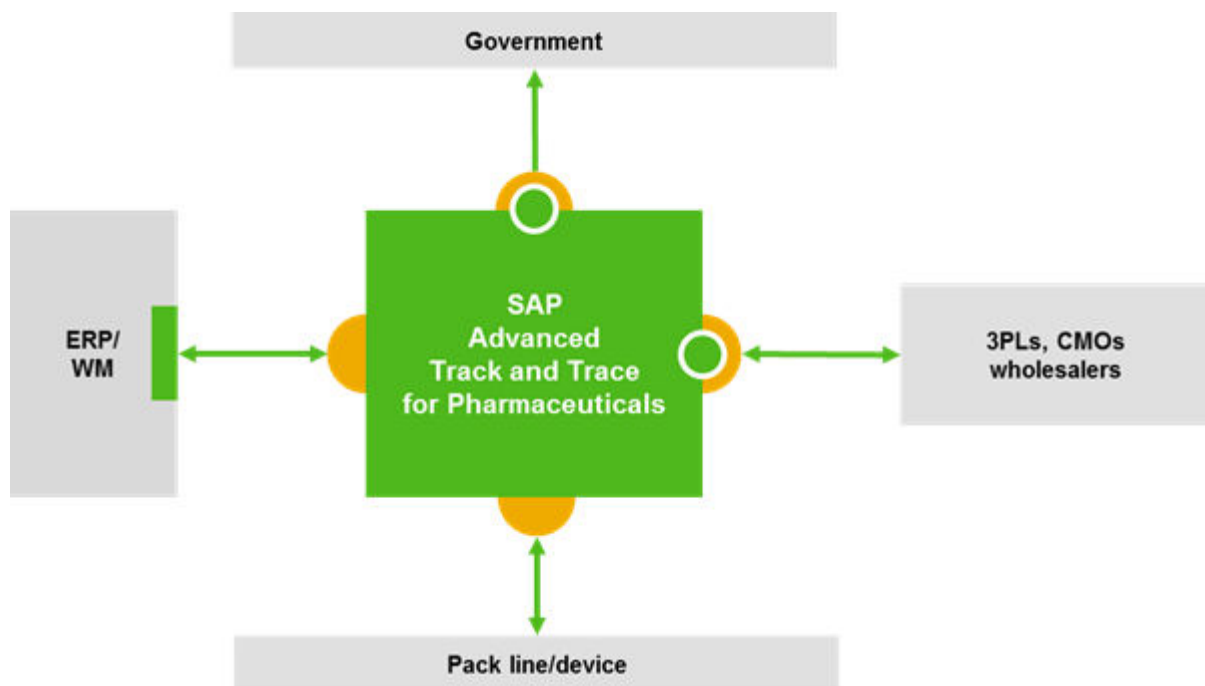 Government
ERP/
WM
SAP
Advanced
Track and Trace
for Pharmaceuticals
3PLs, CMOs
wholesalers
Pack line/device